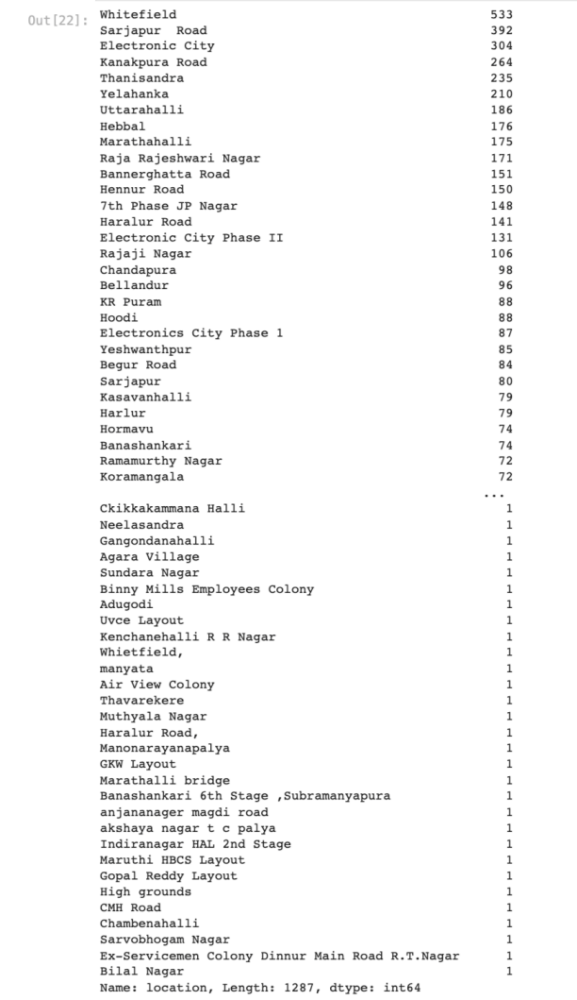 Out[22]: Whitefield 533
Sarjapur  Road 392
Electronic City 304
Kanakpura Road 264
Thanisandra 235
Yelahanka 210
Uttarahalli 186
Hebbal 176
Marathahalli 175
Raja Rajeshwari Nagar 171
Bannerghatta Road 151
Hennur Road 150
7th Phase JP Nagar 148
Haralur Road 141
Electronic City Phase II 131
Rajaji Nagar 106
Chandapura 98
Bellandur 96
KR Puram 88
Hoodi 88
Electronics City Phase 1 87
Yeshwanthpur 85
Begur Road 84
Sarjapur 80
Kasavanhalli 79
Harlur 79
Hormavu 74
Banashankari 74
Ramamurthy Nagar 72
Koramangala 72
...
Ckikkakammana Halli 1
Neelasandra 1
Gangondanahalli 1
Agara Village 1
Sundara Nagar 1
Binny Mills Employees Colony 1
Adugodi 1
Uvce Layout 1
Kenchanehalli R R Nagar 1
Whietfield, 1
manyata 1
Air View Colony 1
Thavarekere 1
Muthyala Nagar 1
Haralur Road, 1
Manonarayanapalya 1
GKW Layout 1
Marathalli bridge 1
Banashankari 6th Stage ,Subramanyapura 1
anjananager magdi road 1
akshaya nagar t c palya 1
Indiranagar HAL 2nd Stage 1
Maruthi HBCS Layout 1
Gopal Reddy Layout 1
High grounds 1
CMH Road 1
Chambenahalli 1
Sarvobhogam Nagar 1
Ex-Servicemen Colony Dinnur Main Road R.T.Nagar 1
Bilal Nagar 1
Name: location, Length: 1287, dtype: int64